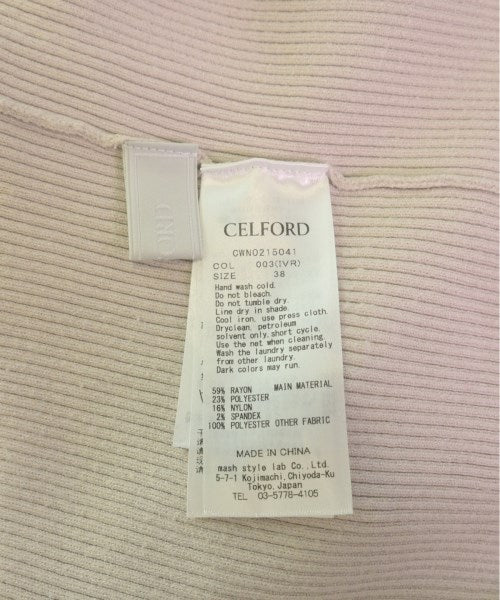 CELFORD
CWNO215041
COL 003(IVR)
SIZE 38
Hand wash cold.
Do not bleach.
Do not tumble dry.
Line dry in shade.
Cool iron, use press cloth.
Dryclean, petroleum
solvent only, short cycle.
Use the net when cleaning.
Wash the laundry separately
from other laundry.
Dark colors may run.
59% RAYON MAIN MATERIAL
23% POLYESTER
16% NYLON
2% SPANDEX
100% POLYESTER OTHER FABRIC
MADE IN CHINA
mash style lab Co., Ltd.
5-7-1 Kojimachi, Chiyoda-Ku
Tokyo, Japan
TEL 03-5778-4105